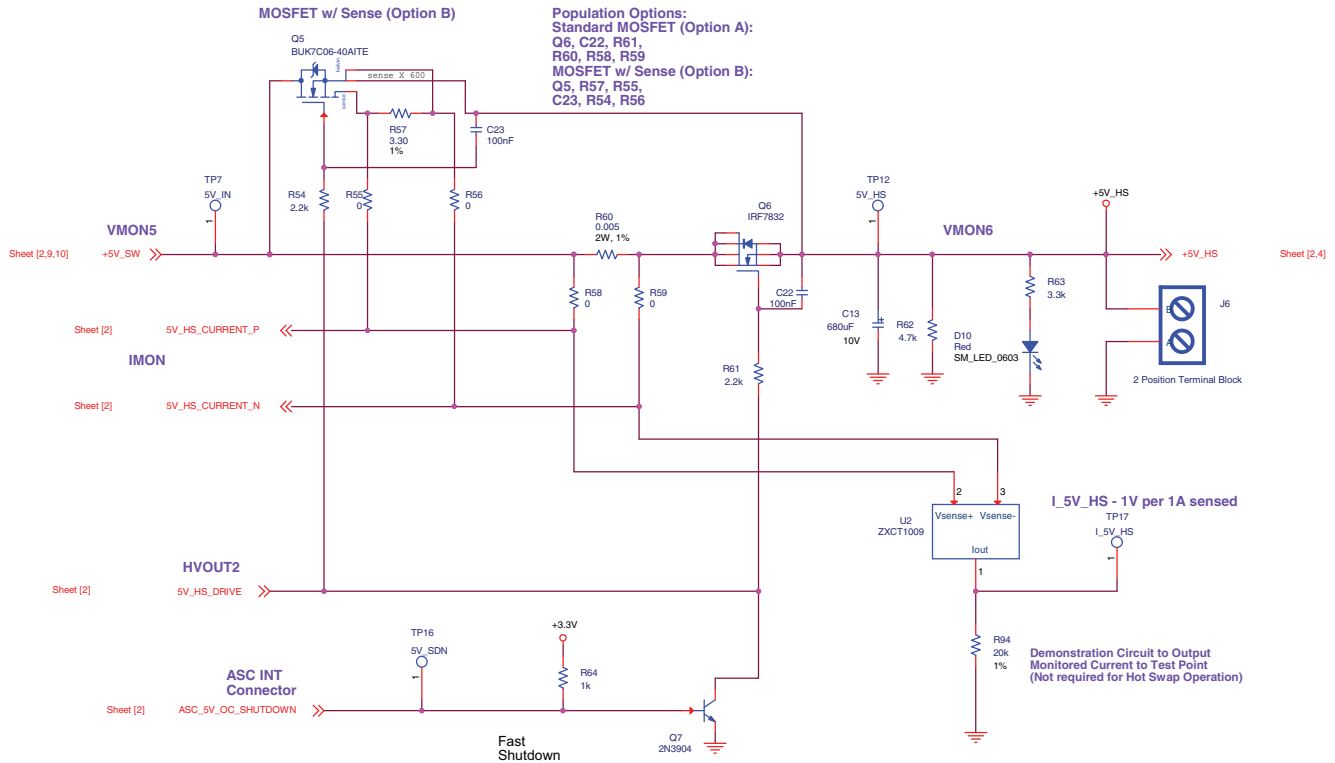 MOSFET w/ Sense (Option B)
Population Options:
Standard MOSFET (Option A):
Q6, C22, R61,
R60, R58, R59
MOSFET w/ Sense (Option B):
Q5, R57, R55,
C23, R54, R56
Q5
BUK7C06-40AITE
kelvin
sense X 600
sense
R57
3.30
1%
C23
100nF
TP7
5V_IN
1
R54
2.2k
R55
0
R56
0
R60
0.005
2W, 1%
Q6
IRF7832
TP12
5V_HS
1
+5V_HS
VMON5
VMON6
Sheet [2,9,10]
+5V_SW
+5V_HS
Sheet [2,4]
R58
0
R59
0
C22
100nF
C13
680uF
10V
R62
4.7k
D10
Red
SM_LED_0603
R63
3.3k
J6
B
A
2 Position Terminal Block
Sheet [2]
5V_HS_CURRENT_P
IMON
R61
2.2k
Sheet [2]
5V_HS_CURRENT_N
2
3
U2
ZXCT1009
Vsense+
Vsense-
Iout
1
I_5V_HS - 1V per 1A sensed
TP17
I_5V_HS
1
HVOUT2
Sheet [2]
5V_HS_DRIVE
TP16
5V_SDN
1
+3.3V
R64
1k
R94
20k
1%
Demonstration Circuit to Output
Monitored Current to Test Point
(Not required for Hot Swap Operation)
ASC INT
Connector
Sheet [2]
ASC_5V_OC_SHUTDOWN
Fast
Shutdown
Q7
2N3904